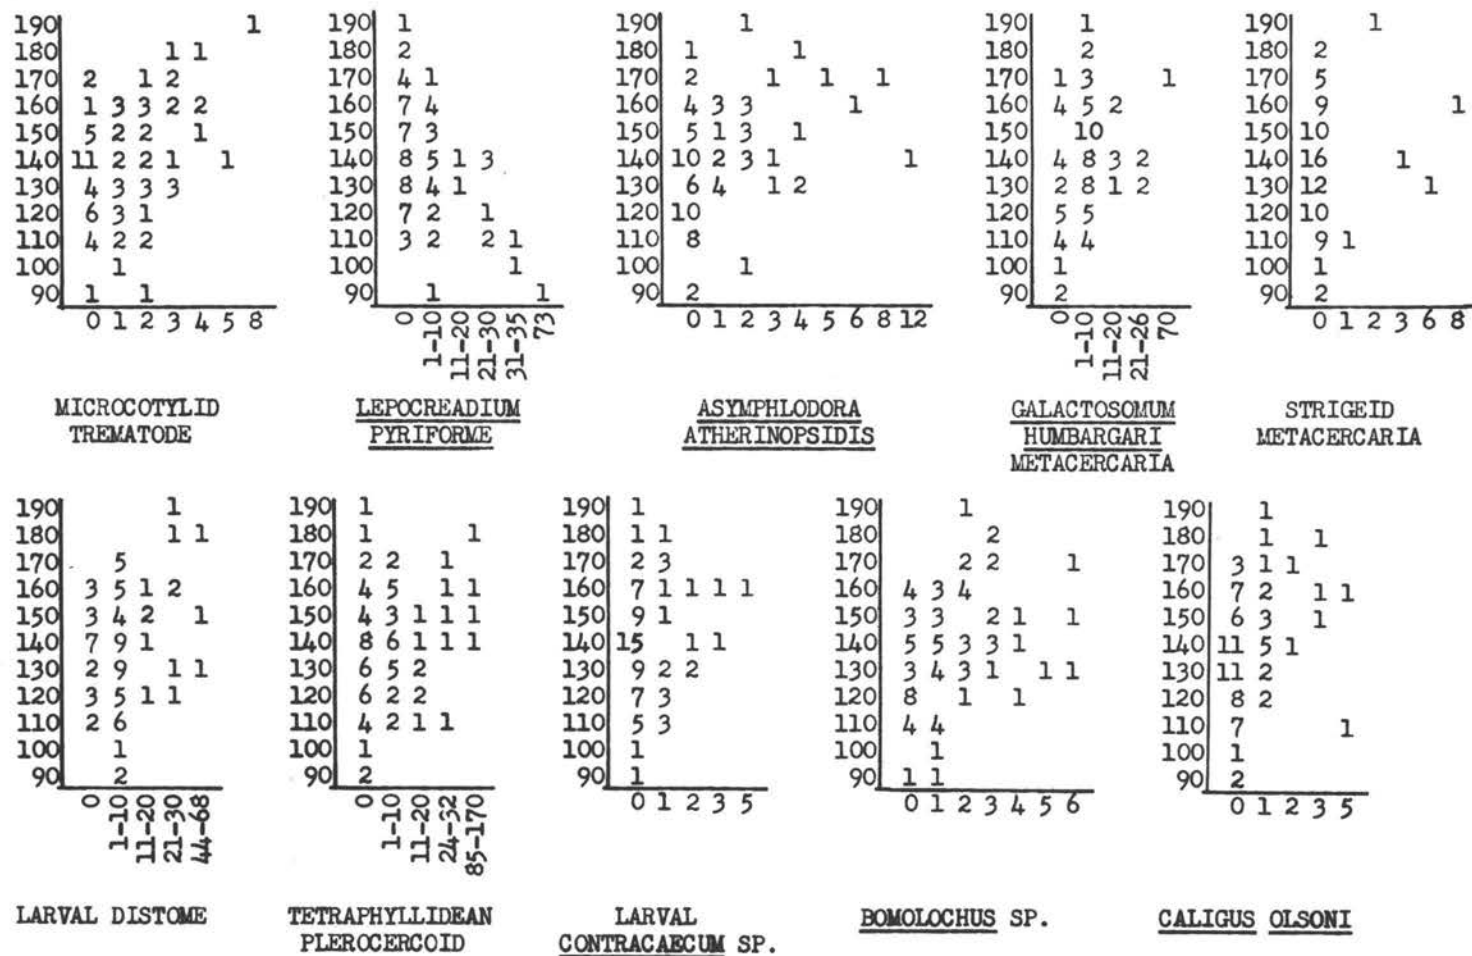 190 1
180 1 1
170 2 1 2
160 1 3 3 2 2
150 5 2 2 1
140 11 2 2 1 1
130 4 3 3 3
120 6 3 1
110 4 2 2
100 1
90 1 1
0 1 2 3 4 5 8
MICROCOTYLID
TREMATODE
190 1
180 2
170 4 1
160 7 4
150 7 3
140 8 5 1 3
130 8 4 1
120 7 2 1
110 3 2 2 1
100 1
90 1 1
0 1-10 11-20 21-30 31-35 73
LEPOCREADIUM
PYRIFORME
190 1
180 1 1
170 2 1 1 1
160 4 3 3 1
150 5 1 3 1
140 10 2 3 1 1
130 6 4 1 2
120 10
110 8
100 1
90 2
0 1 2 3 4 5 6 8 12
ASYMPHLODORA
ATHERINOPSIDIS
190 1
180 2
170 1 3 1
160 4 5 2
150 10
140 4 8 3 2
130 2 8 1 2
120 5 5
110 4 4
100 1
90 2
0 1-10 11-20 21-26 70
GALACTOSOMUM
HUMBARGARI
METACERCARIA
190 1
180 2
170 5
160 9 1
150 10
140 16 1
130 12 1
120 10
110 9 1
100 1
90 2
0 1 2 3 6 8
STRIGEID
METACERCARIA
190 1
180 1 1
170 5
160 3 5 1 2
150 3 4 2 1
140 7 9 1
130 2 9 1 1
120 3 5 1 1
110 2 6
100 1
90 2
0 1-10 11-20 21-30 44-68
LARVAL DISTOME
190 1
180 1 1
170 2 2 1
160 4 5 1 1
150 4 3 1 1 1
140 8 6 1 1 1
130 6 5 2
120 6 2 2
110 4 2 1 1
100 1
90 2
0 1-10 11-20 24-32 85-170
TETRAPHYLLIDEAN
PLEROCERCOID
190 1
180 1 1
170 2 3
160 7 1 1 1 1
150 9 1
140 15 1 1
130 9 2 2
120 7 3
110 5 3
100 1
90 1
0 1 2 3 5
LARVAL
CONTRACAECUM SP.
190 1
180 2
170 2 2 1
160 4 3 4
150 3 3 2 1 1
140 5 5 3 3 1
130 3 4 3 1 1 1
120 8 1 1
110 4 4
100 1
90 1 1
0 1 2 3 4 5 6
BOMOLOCHUS SP.
190 1
180 1 1
170 3 1 1
160 7 2 1 1
150 6 3 1
140 11 5 1
130 11 2
120 8 2
110 7 1
100 1
90 2
0 1 2 3 5
CALIGUS OLSONI